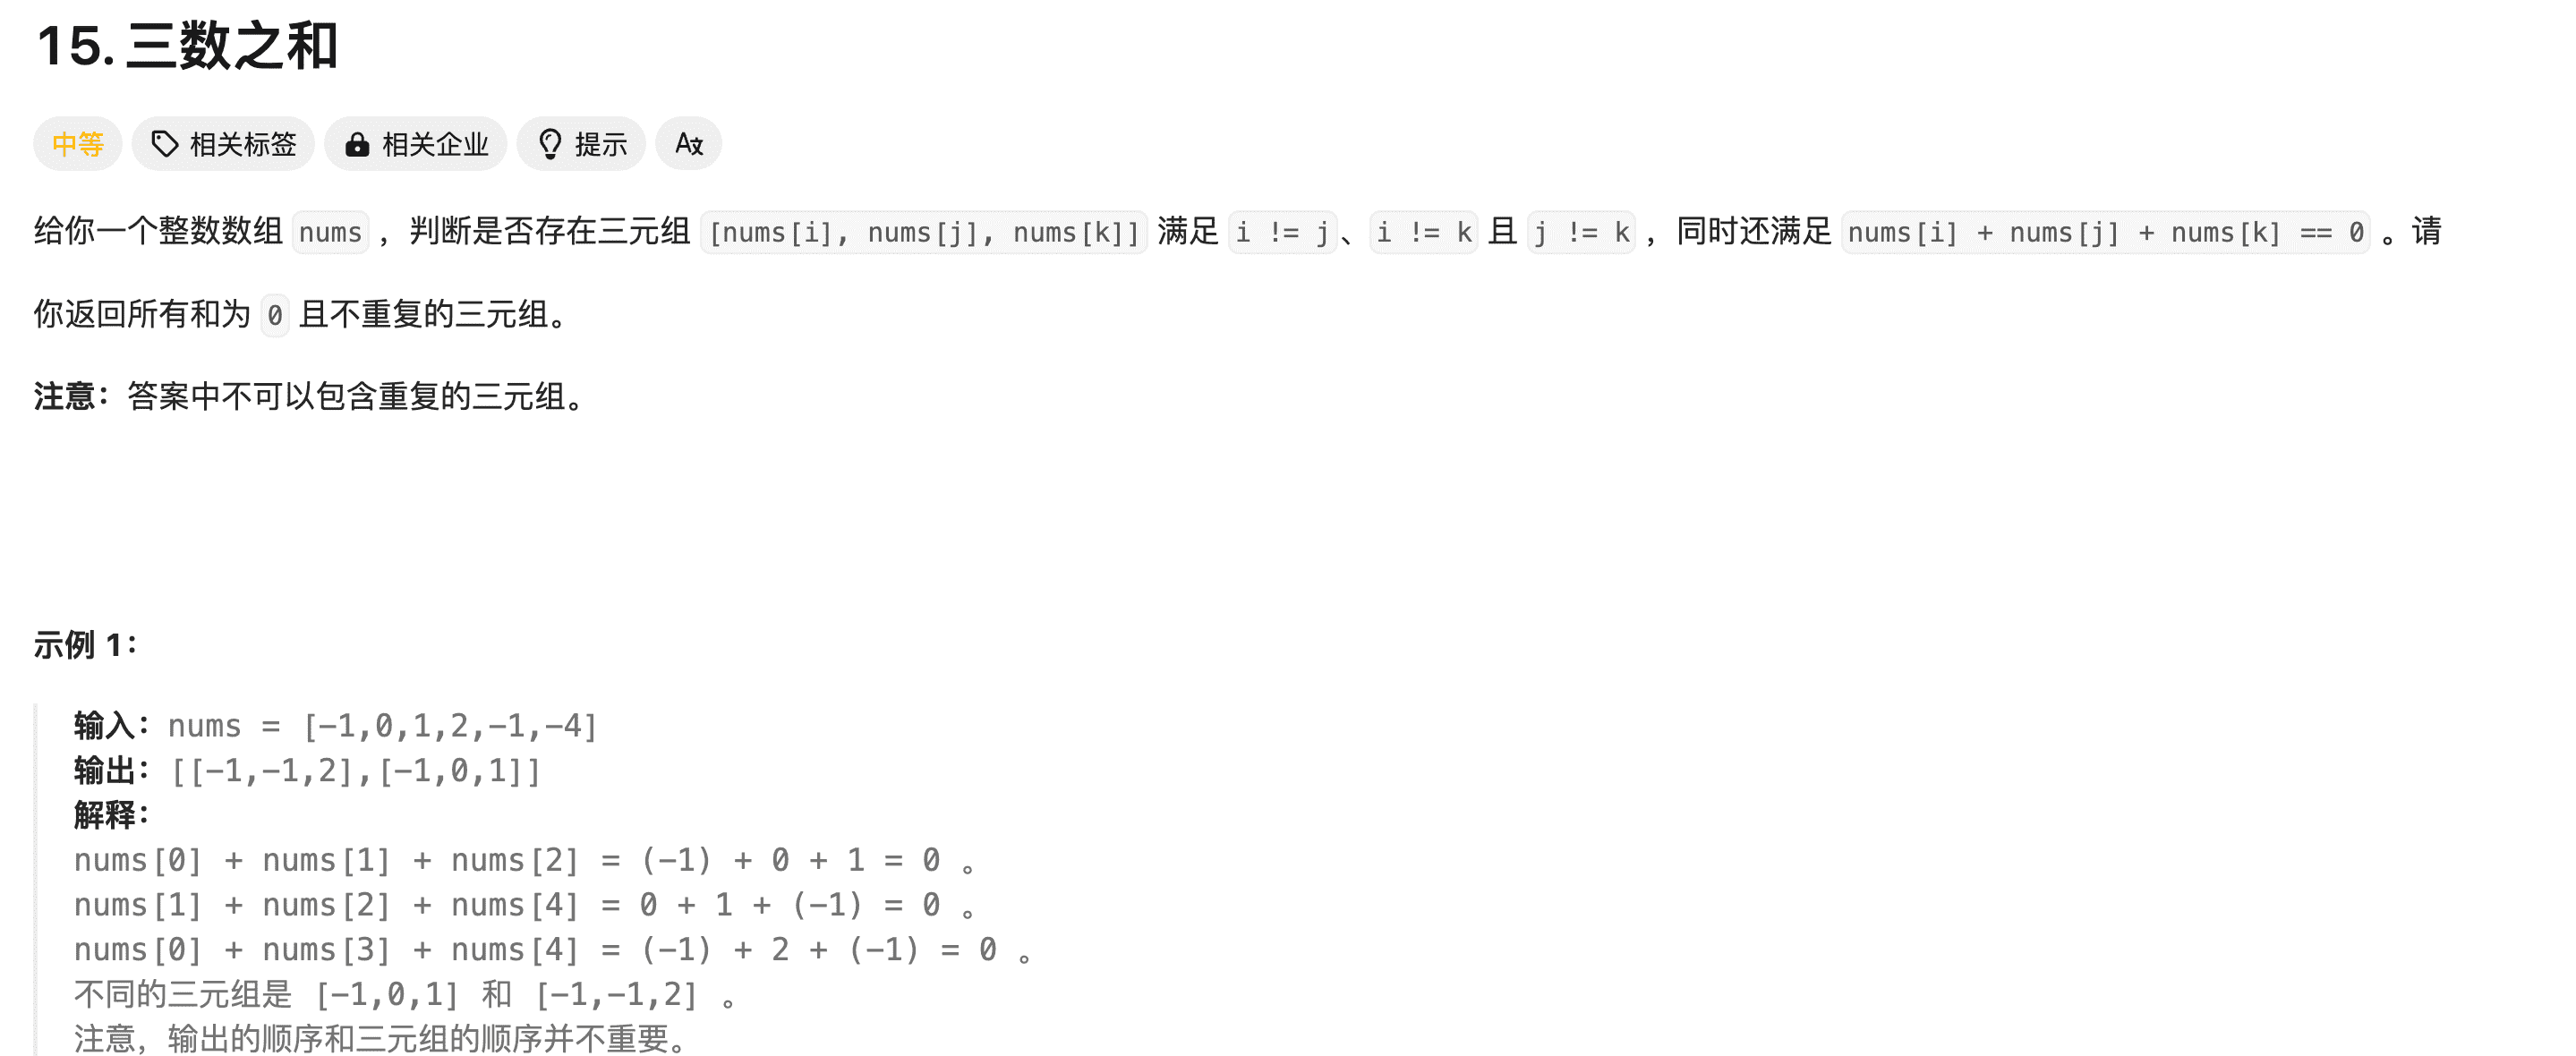 15. 三数之和
中等 相关标签 相关企业 提示 A文
给你一个整数数组 nums ，判断是否存在三元组 [nums[i], nums[j], nums[k]] 满足 i != j、i != k 且 j != k ，同时还满足 nums[i] + nums[j] + nums[k] == 0 。请
你返回所有和为 0 且不重复的三元组。
注意：答案中不可以包含重复的三元组。
示例 1：
输入：nums = [-1,0,1,2,-1,-4]
输出：[[-1,-1,2],[-1,0,1]]
解释：
nums[0] + nums[1] + nums[2] = (-1) + 0 + 1 = 0 。
nums[1] + nums[2] + nums[4] = 0 + 1 + (-1) = 0 。
nums[0] + nums[3] + nums[4] = (-1) + 2 + (-1) = 0 。
不同的三元组是 [-1,0,1] 和 [-1,-1,2] 。
注意，输出的顺序和三元组的顺序并不重要。